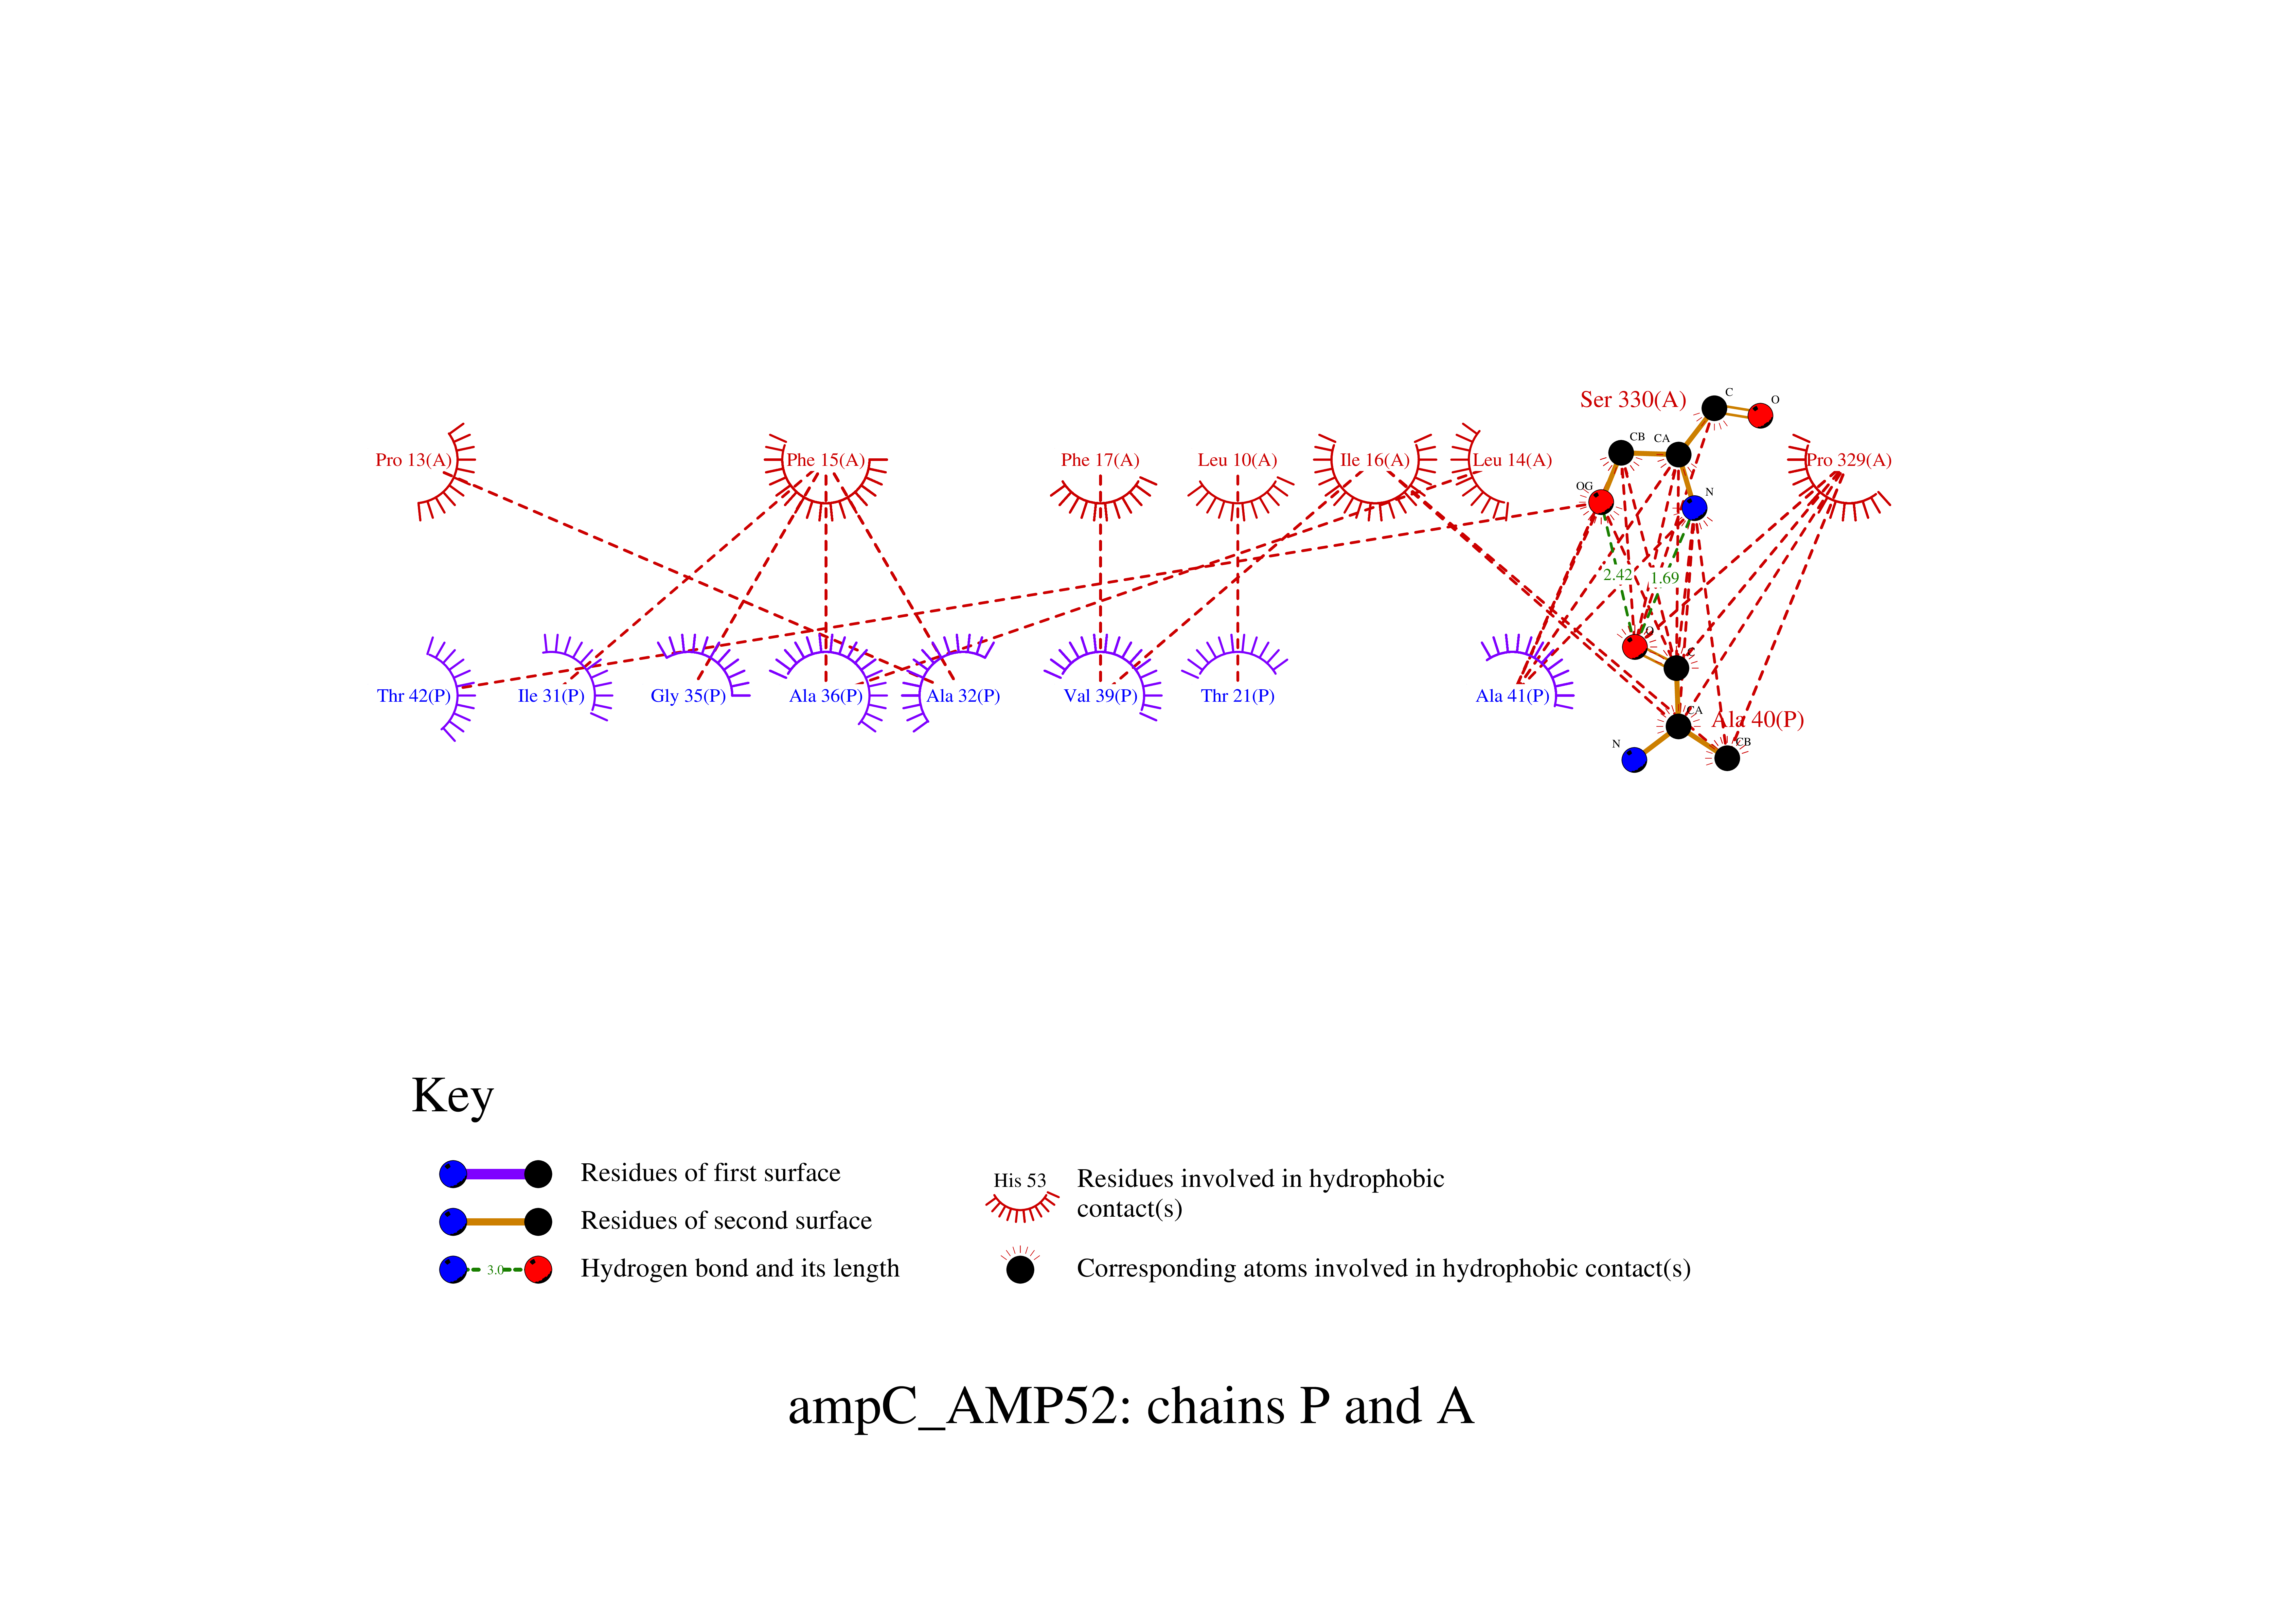 Ser 330(A)
C
O
CB
CA
Pro 13(A)
Phe 15(A)
Phe 17(A)
Leu 10(A)
Ile 16(A)
Leu 14(A)
Pro 329(A)
OG
N
2.42
1.69
O
C
Thr 42(P)
Ile 31(P)
Gly 35(P)
Ala 36(P)
Ala 32(P)
Val 39(P)
Thr 21(P)
Ala 41(P)
CA
Ala 40(P)
N
CB
Key
Residues of first surface
Residues of second surface
3.0
Hydrogen bond and its length
His 53
Residues involved in hydrophobic
contact(s)
Corresponding atoms involved in hydrophobic contact(s)
ampC_AMP52: chains P and A